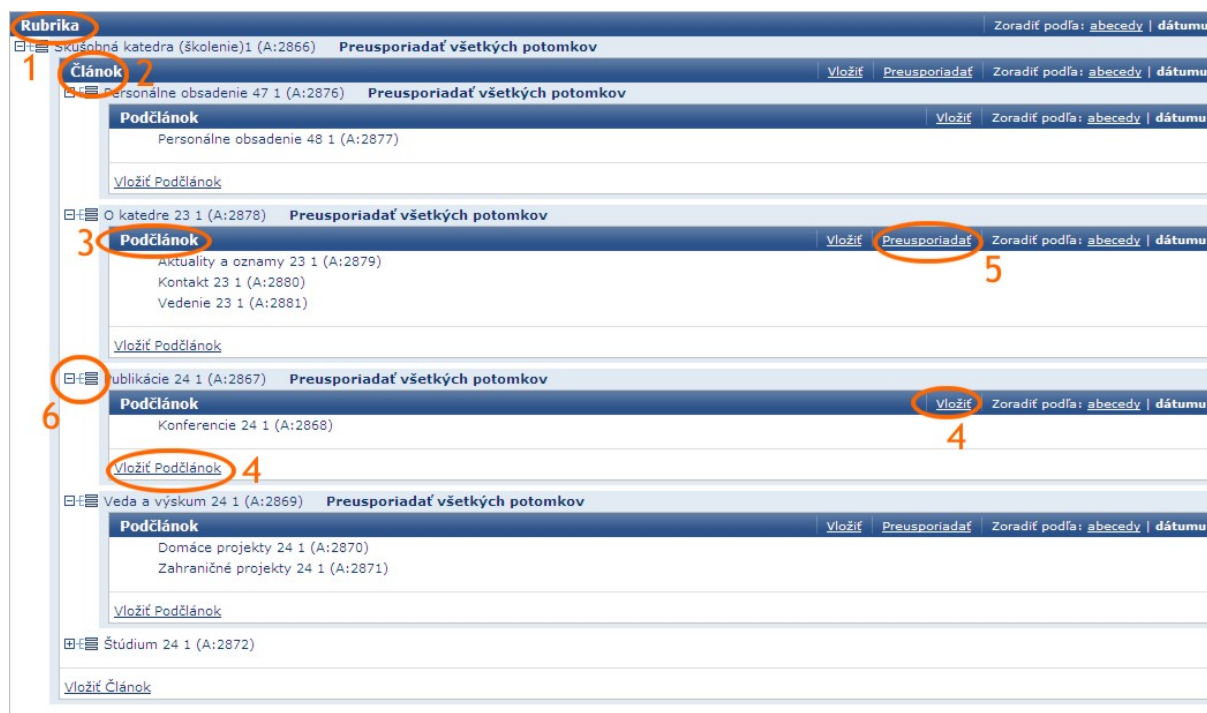 Rubrika Zoradiť podľa: abecedy | dátumu
1 Skúšobná katedra (školenie)1 (A:2866) Preusporiadať všetkých potomkov
Článok 2 Vložiť Preusporiadať Zoradiť podľa: abecedy | dátumu
Personálne obsadenie 47 1 (A:2876) Preusporiadať všetkých potomkov
Podčlánok Vložiť Zoradiť podľa: abecedy | dátumu
Personálne obsadenie 48 1 (A:2877)
Vložiť Podčlánok
O katedre 23 1 (A:2878) Preusporiadať všetkých potomkov
3 Podčlánok Vložiť Preusporiadať Zoradiť podľa: abecedy | dátumu
5
Aktuality a oznamy 23 1 (A:2879)
Kontakt 23 1 (A:2880)
Vedenie 23 1 (A:2881)
Vložiť Podčlánok
Publikácie 24 1 (A:2867) Preusporiadať všetkých potomkov
6 Podčlánok Vložiť Zoradiť podľa: abecedy | dátumu
Konferencie 24 1 (A:2868) 4
Vložiť Podčlánok 4
Veda a výskum 24 1 (A:2869) Preusporiadať všetkých potomkov
Podčlánok Vložiť Preusporiadať Zoradiť podľa: abecedy | dátumu
Domáce projekty 24 1 (A:2870)
Zahraničné projekty 24 1 (A:2871)
Vložiť Podčlánok
Štúdium 24 1 (A:2872)
Vložiť Článok